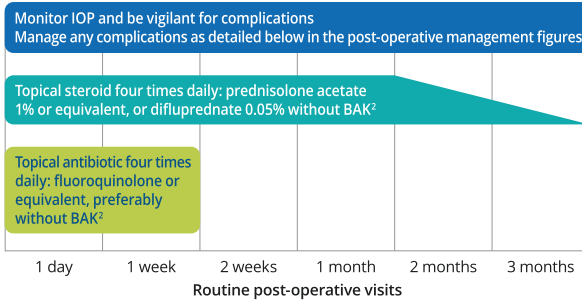 Monitor IOP and be vigilant for complications
Manage any complications as detailed below in the post-operative management figures
Topical steroid four times daily: prednisolone acetate
1% or equivalent, or difluprednate 0.05% without BAK²
Topical antibiotic four times
daily: fluoroquinolone or
equivalent, preferably
without BAK²
1 day 1 week 2 weeks 1 month 2 months 3 months
Routine post-operative visits